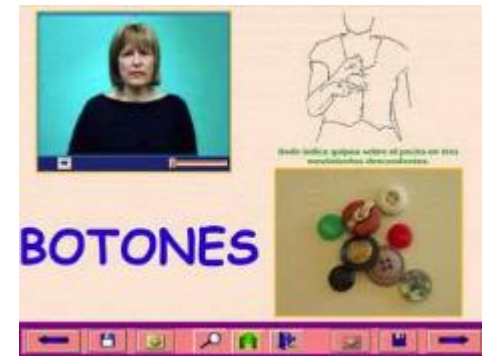 Dedo índice golpea sobre el pecho en tres
movimientos descendentes.
BOTONES